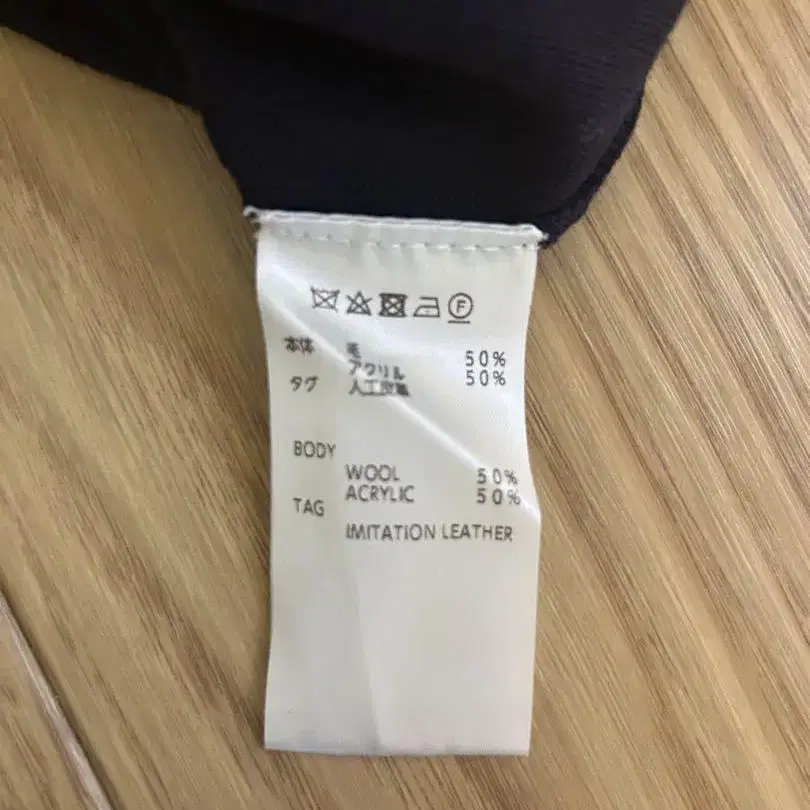 F
本体 毛 50%
アクリル 50%
タグ 人工皮革
BODY
WOOL 50%
ACRYLIC 50%
TAG
IMITATION LEATHER